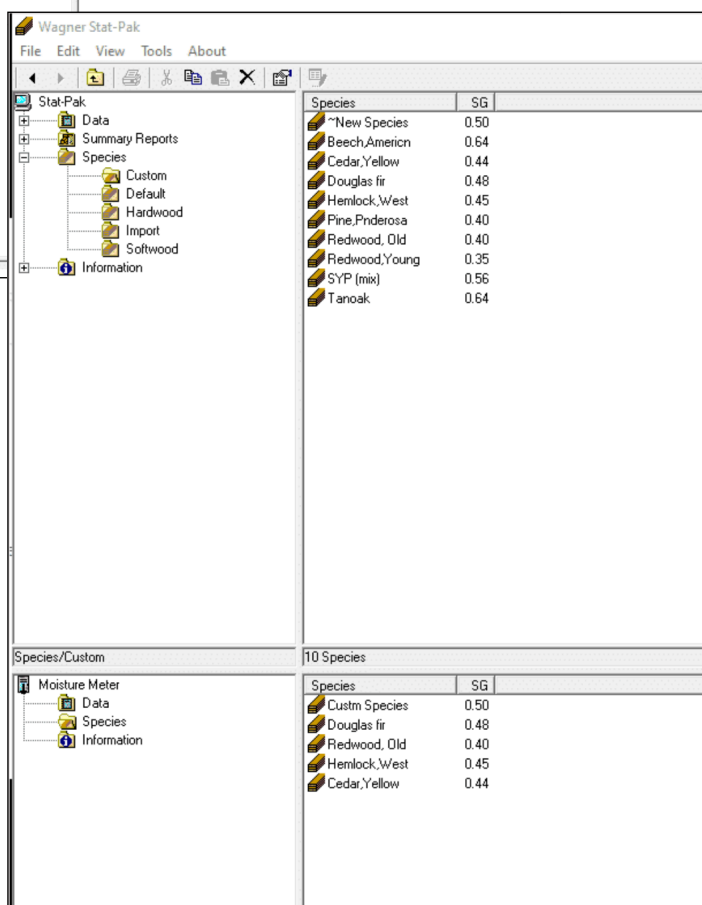 Wagner Stat-Pak
File Edit View Tools About
Stat-Pak
Data
Summary Reports
Species
Custom
Default
Hardwood
Import
Softwood
Information
Species SG
~New Species 0.50
Beech,Americn 0.64
Cedar,Yellow 0.44
Douglas fir 0.48
Hemlock,West 0.45
Pine,Pnderosa 0.40
Redwood, Old 0.40
Redwood,Young 0.35
SYP (mix) 0.56
Tanoak 0.64
Species/Custom
10 Species
Moisture Meter
Data
Species
Information
Species SG
Custm Species 0.50
Douglas fir 0.48
Redwood, Old 0.40
Hemlock,West 0.45
Cedar,Yellow 0.44